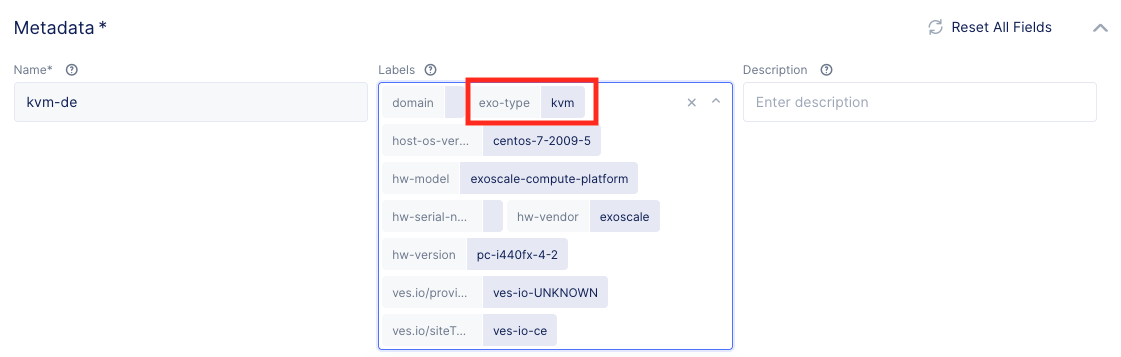 Metadata *
Reset All Fields
Name*
Labels
Description
kvm-de
domain
exo-type kvm
Enter description
host-os-ver... centos-7-2009-5
hw-model exoscale-compute-platform
hw-serial-n...
hw-vendor exoscale
hw-version pc-i440fx-4-2
ves.io/provi... ves-io-UNKNOWN
ves.io/siteT... ves-io-ce